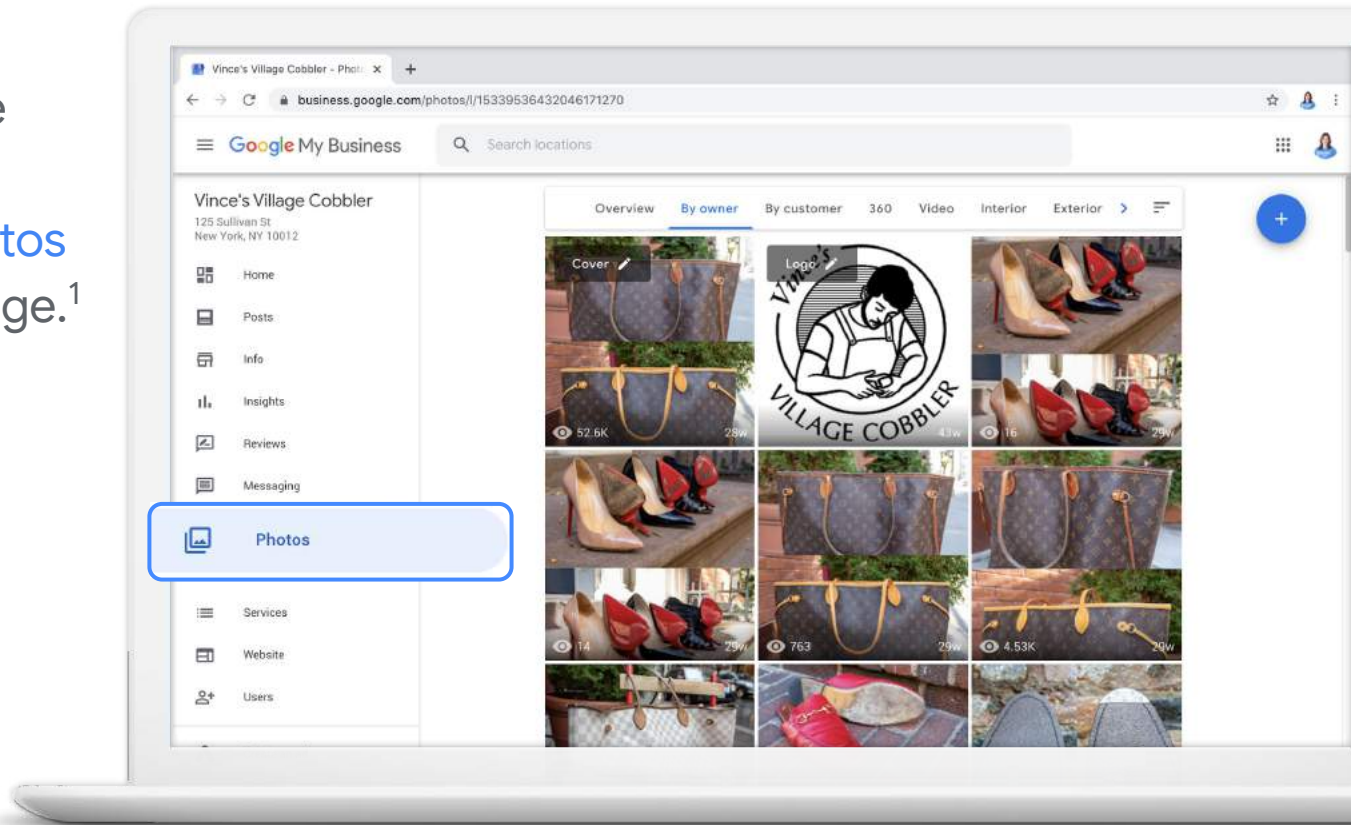 e
tos
ge.¹
Vince's Village Cobbler - Phot
business.google.com/photos/l/15339536432046171270
Google My Business
Search locations
Vince's Village Cobbler
125 Sullivan St
New York, NY 10012
Home
Posts
Info
Insights
Reviews
Messaging
Photos
Services
Website
Users
Overview By owner By customer 360 Video Interior Exterior
Cover
52.6K 28w
Logo
Vince's
VILLAGE COBBLER
43w
16 29w
14 29w
763 29w
4.53K 29w